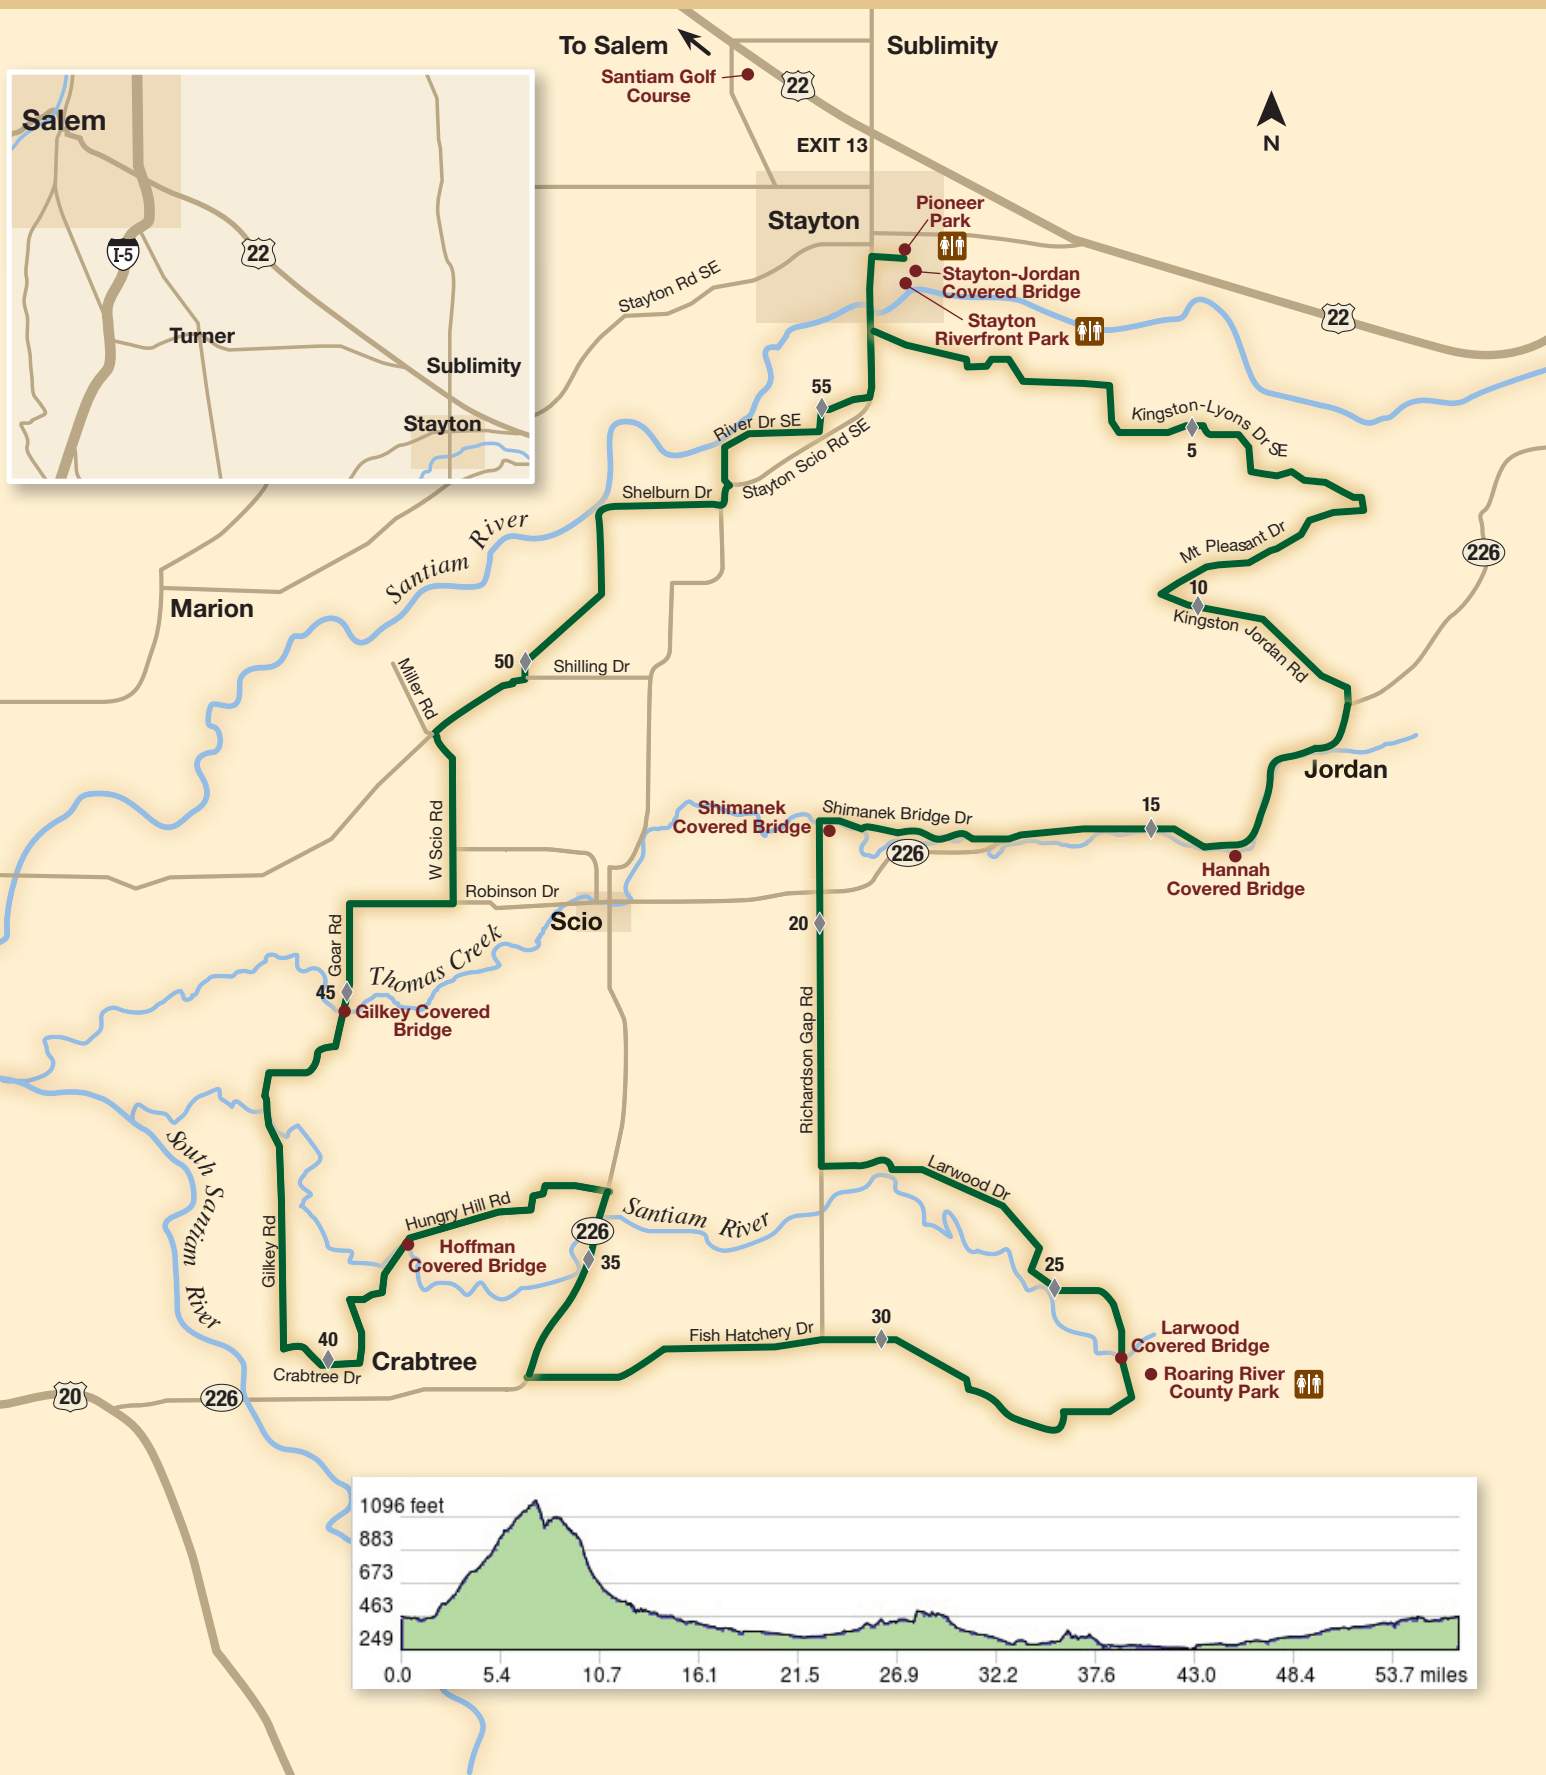 To Salem
Sublimity
Santiam Golf
Course
22
EXIT 13
N
Salem
I-5
22
Turner
Sublimity
Stayton
Stayton
Pioneer
Park
Stayton-Jordan
Covered Bridge
Stayton
Riverfront Park
22
Stayton Rd SE
55
River Dr SE
Stayton Scio Rd SE
Kingston-Lyons Dr SE
5
Shelburn Dr
Santiam River
Mt Pleasant Dr
226
10
Kingston Jordan Rd
Marion
50
Shilling Dr
Miller Rd
Jordan
W Scio Rd
Shimanek
Covered Bridge
Shimanek Bridge Dr
15
226
Hannah
Covered Bridge
Robinson Dr
Scio
20
Goar Rd
Thomas Creek
45
Gilkey Covered
Bridge
Richardson Gap Rd
South Santiam River
Larwood Dr
Hungry Hill Rd
Santiam River
226
Gilkey Rd
Hoffman
Covered Bridge
35
25
40
Crabtree
Crabtree Dr
Fish Hatchery Dr
30
Larwood
Covered Bridge
Roaring River
County Park
20
226
1096 feet
883
673
463
249
0.0 5.4 10.7 16.1 21.5 26.9 32.2 37.6 43.0 48.4 53.7 miles